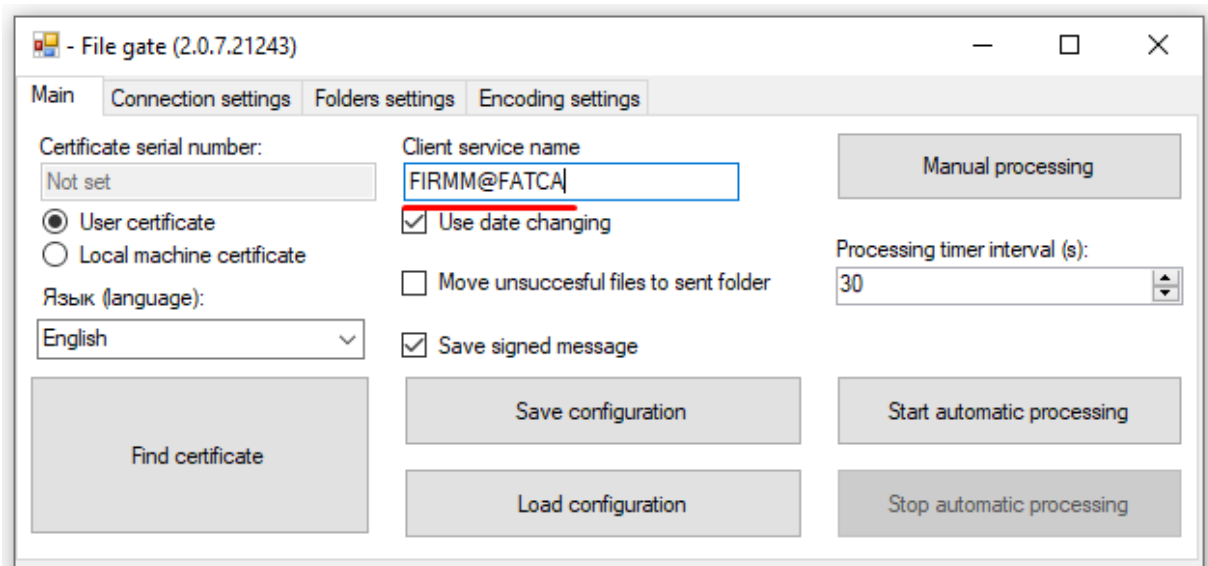 - File gate (2.0.7.21243)
Main Connection settings Folders settings Encoding settings
Certificate serial number:
Not set
User certificate
Local machine certificate
Язык (language):
English
Find certificate
Client service name
FIRMM@FATCA
Use date changing
Move unsuccesful files to sent folder
Save signed message
Save configuration
Load configuration
Manual processing
Processing timer interval (s):
30
Start automatic processing
Stop automatic processing